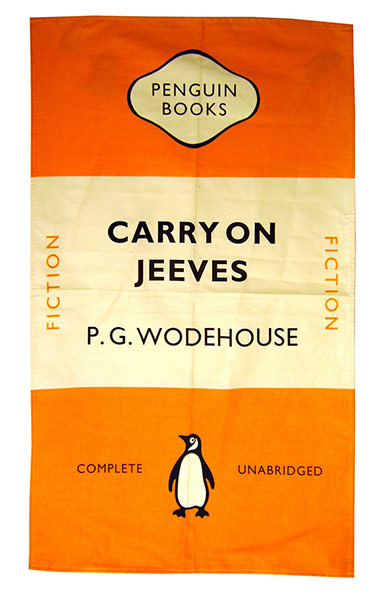 PENGUIN
BOOKS
CARRY ON
JEEVES
FICTION
FICTION
P.G.WODEHOUSE
COMPLETE
UNABRIDGED